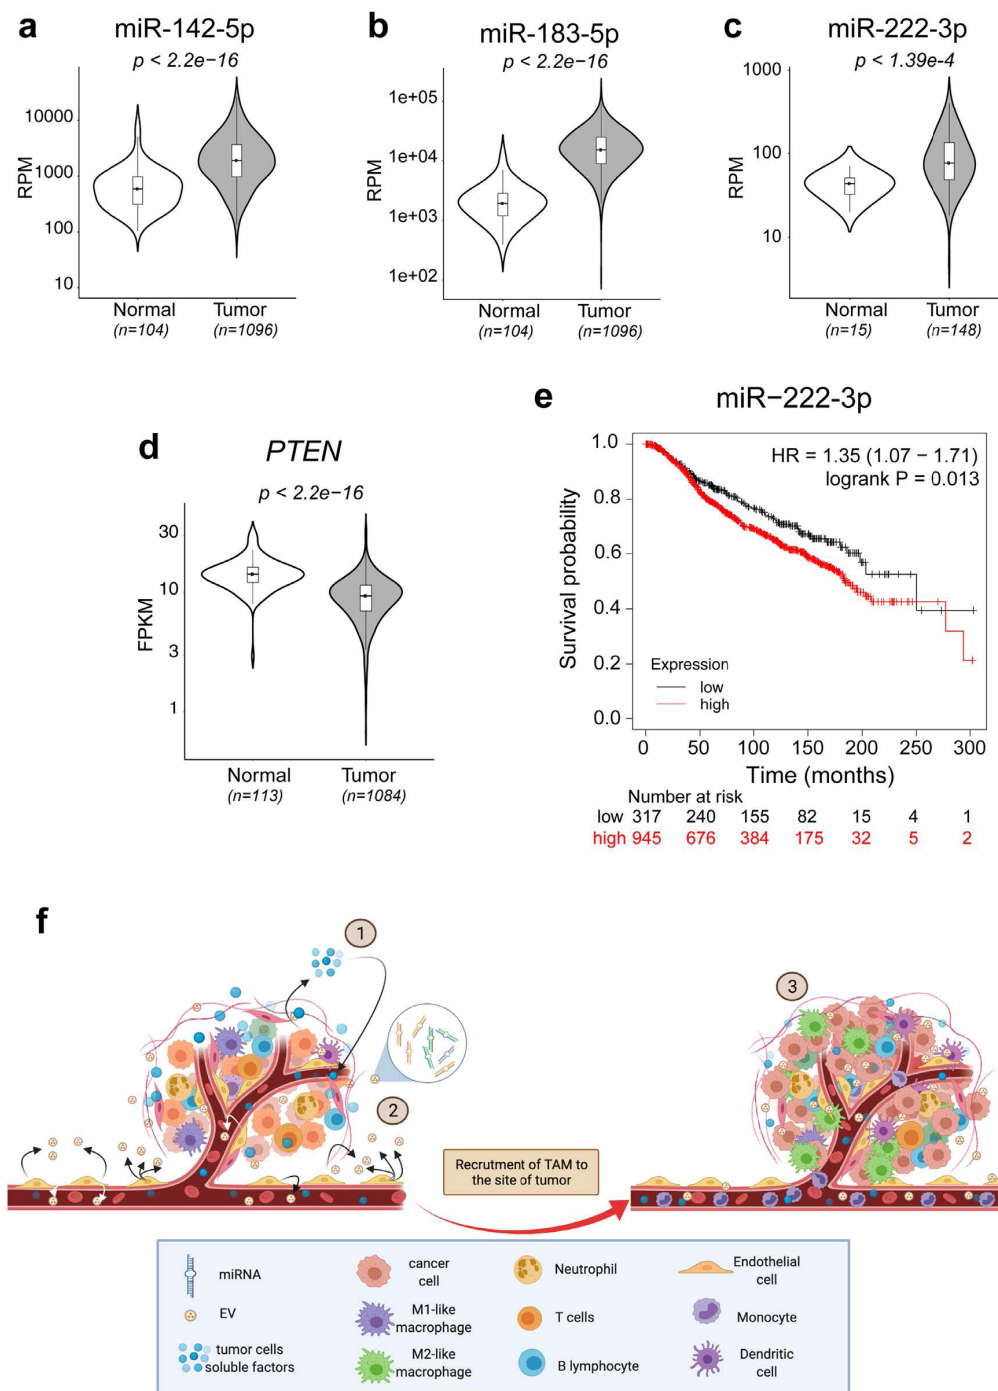 a
miR-142-5p
p < 2.2e−16
RPM
10000
1000
100
10
Normal
(n=104)
Tumor
(n=1096)
b
miR-183-5p
p < 2.2e−16
RPM
1e+05
1e+04
1e+03
1e+02
Normal
(n=104)
Tumor
(n=1096)
c
miR-222-3p
p < 1.39e-4
RPM
1000
100
10
Normal
(n=15)
Tumor
(n=148)
d
PTEN
p < 2.2e−16
FPKM
30
10
3
1
Normal
(n=113)
Tumor
(n=1084)
e
miR−222-3p
HR = 1.35 (1.07 − 1.71)
logrank P = 0.013
Survival probability
1.0
0.8
0.6
0.4
0.2
0.0
Expression
low
high
0 50 100 150 200 250 300
Time (months)
Number at risk
low 317 240 155 82 15 4 1
high 945 676 384 175 32 5 2
f
1
2
3
Recrutment of TAM to
the site of tumor
miRNA
EV
tumor cells
soluble factors
cancer
cell
M1-like
macrophage
M2-like
macrophage
Neutrophil
T cells
B lymphocyte
Endothelial
cell
Monocyte
Dendritic
cell